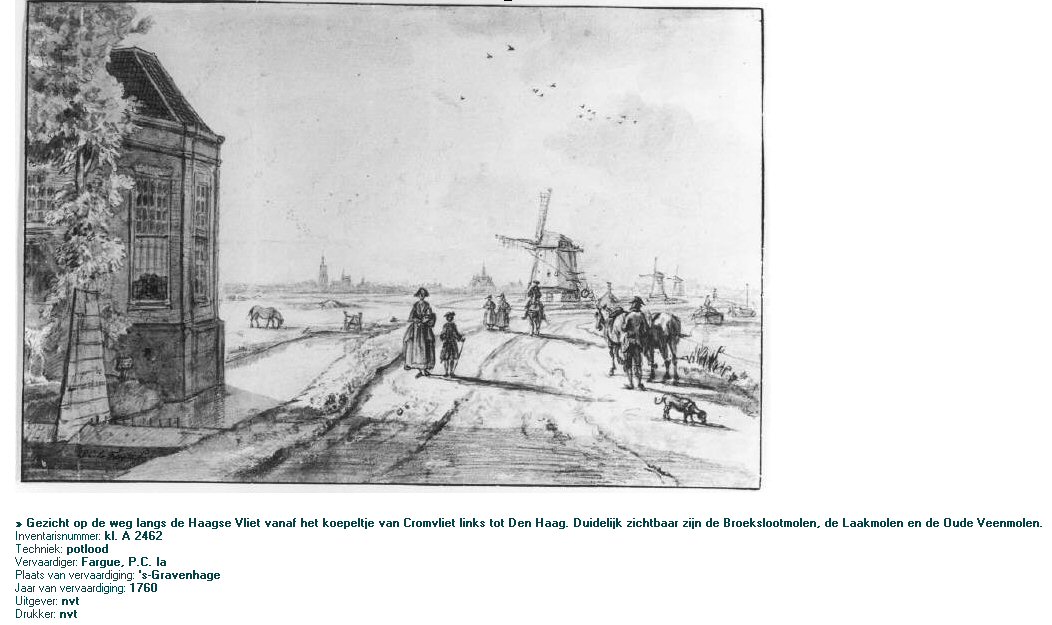 » Gezicht op de weg langs de Haagse Vliet vanaf het koepeltje van Cromvliet links tot Den Haag. Duidelijk zichtbaar zijn de Broekslootmolen, de Laakmolen en de Oude Veenmolen.
Inventarisnummer: kl. A 2462
Techniek: potlood
Vervaardiger: Fargue, P.C. la
Plaats van vervaardiging: 's-Gravenhage
Jaar van vervaardiging: 1760
Uitgever: nvt
Drukker: nvt